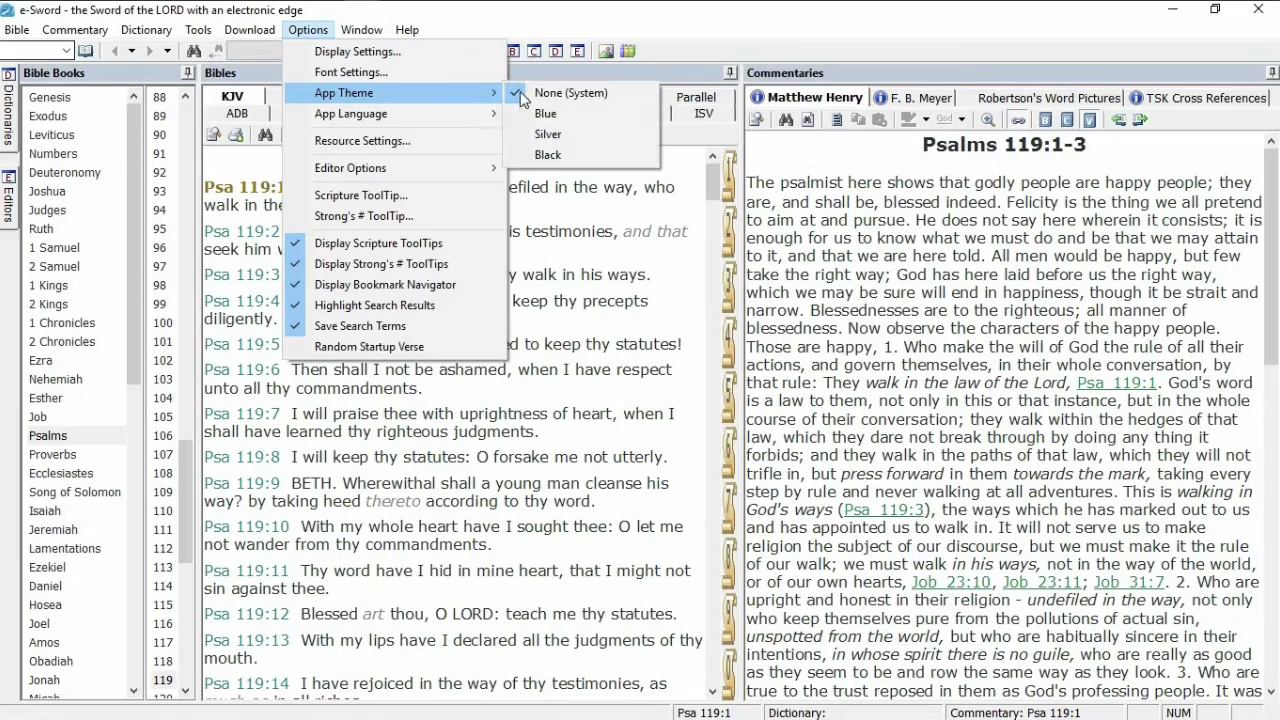 e-Sword - the Sword of the LORD with an electronic edge
Bible Commentary Dictionary Tools Download Options Window Help
B C D E
Dictionaries
Editors
Bible Books
Genesis
Exodus
Leviticus
Numbers
Deuteronomy
Joshua
Judges
Ruth
1 Samuel
2 Samuel
1 Kings
2 Kings
1 Chronicles
2 Chronicles
Ezra
Nehemiah
Esther
Job
Psalms
Proverbs
Ecclesiastes
Song of Solomon
Isaiah
Jeremiah
Lamentations
Ezekiel
Daniel
Hosea
Joel
Amos
Obadiah
Jonah
88
89
90
91
92
93
94
95
96
97
98
99
100
101
102
103
104
105
106
107
108
109
110
111
112
113
114
115
116
117
118
119
Display Settings...
Font Settings...
App Theme
App Language
Resource Settings...
Editor Options
Scripture ToolTip...
Strong's # ToolTip...
Display Scripture ToolTips
Display Strong's # ToolTips
Display Bookmark Navigator
Highlight Search Results
Save Search Terms
Random Startup Verse
None (System)
Blue
Silver
Black
Bibles
KJV Parallel
ADB ISV
Psa 119:1 defiled in the way, who
walk in the
Psa 119:2 is testimonies, and that
seek him
Psa 119:3 y walk in his ways.
Psa 119:4 keep thy precepts
diligently.
Psa 119:5 ed to keep thy statutes!
Psa 119:6 Then shall I not be ashamed, when I have respect
unto all thy commandments.
Psa 119:7 I will praise thee with uprightness of heart, when I
shall have learned thy righteous judgments.
Psa 119:8 I will keep thy statutes: O forsake me not utterly.
Psa 119:9 BETH. Wherewithal shall a young man cleanse his
way? by taking heed thereto according to thy word.
Psa 119:10 With my whole heart have I sought thee: O let me
not wander from thy commandments.
Psa 119:11 Thy word have I hid in mine heart, that I might not
sin against thee.
Psa 119:12 Blessed art thou, O LORD: teach me thy statutes.
Psa 119:13 With my lips have I declared all the judgments of thy
mouth.
Psa 119:14 I have rejoiced in the way of thy testimonies, as
much as in all riches.
Commentaries
Matthew Henry F. B. Meyer Robertson's Word Pictures TSK Cross References
God B C V
Psalms 119:1-3
The psalmist here shows that godly people are happy people; they
are, and shall be, blessed indeed. Felicity is the thing we all pretend
to aim at and pursue. He does not say here wherein it consists; it is
enough for us to know what we must do and be that we may attain
to it, and that we are here told. All men would be happy, but few
take the right way; God has here laid before us the right way,
which we may be sure will end in happiness, though it be strait and
narrow. Blessednesses are to the righteous; all manner of
blessedness. Now observe the characters of the happy people.
Those are happy, 1. Who make the will of God the rule of all their
actions, and govern themselves, in their whole conversation, by
that rule: They walk in the law of the Lord, Psa_119:1. God's word
is a law to them, not only in this or that instance, but in the whole
course of their conversation; they walk within the hedges of that
law, which they dare not break through by doing any thing it
forbids; and they walk in the paths of that law, which they will not
trifle in, but press forward in them towards the mark, taking every
step by rule and never walking at all adventures. This is walking in
God's ways (Psa_119:3), the ways which he has marked out to us
and has appointed us to walk in. It will not serve us to make
religion the subject of our discourse, but we must make it the rule
of our walk; we must walk in his ways, not in the way of the world,
or of our own hearts, Job_23:10, Job_23:11; Job_31:7. 2. Who are
upright and honest in their religion - undefiled in the way, not only
who keep themselves pure from the pollutions of actual sin,
unspotted from the world, but who are habitually sincere in their
intentions, in whose spirit there is no guile, who are really as good
as they seem to be and row the same way as they look. 3. Who are
true to the trust reposed in them as God's professing people. It was
Psa 119:1 Dictionary: Commentary: Psa 119:1 NUM